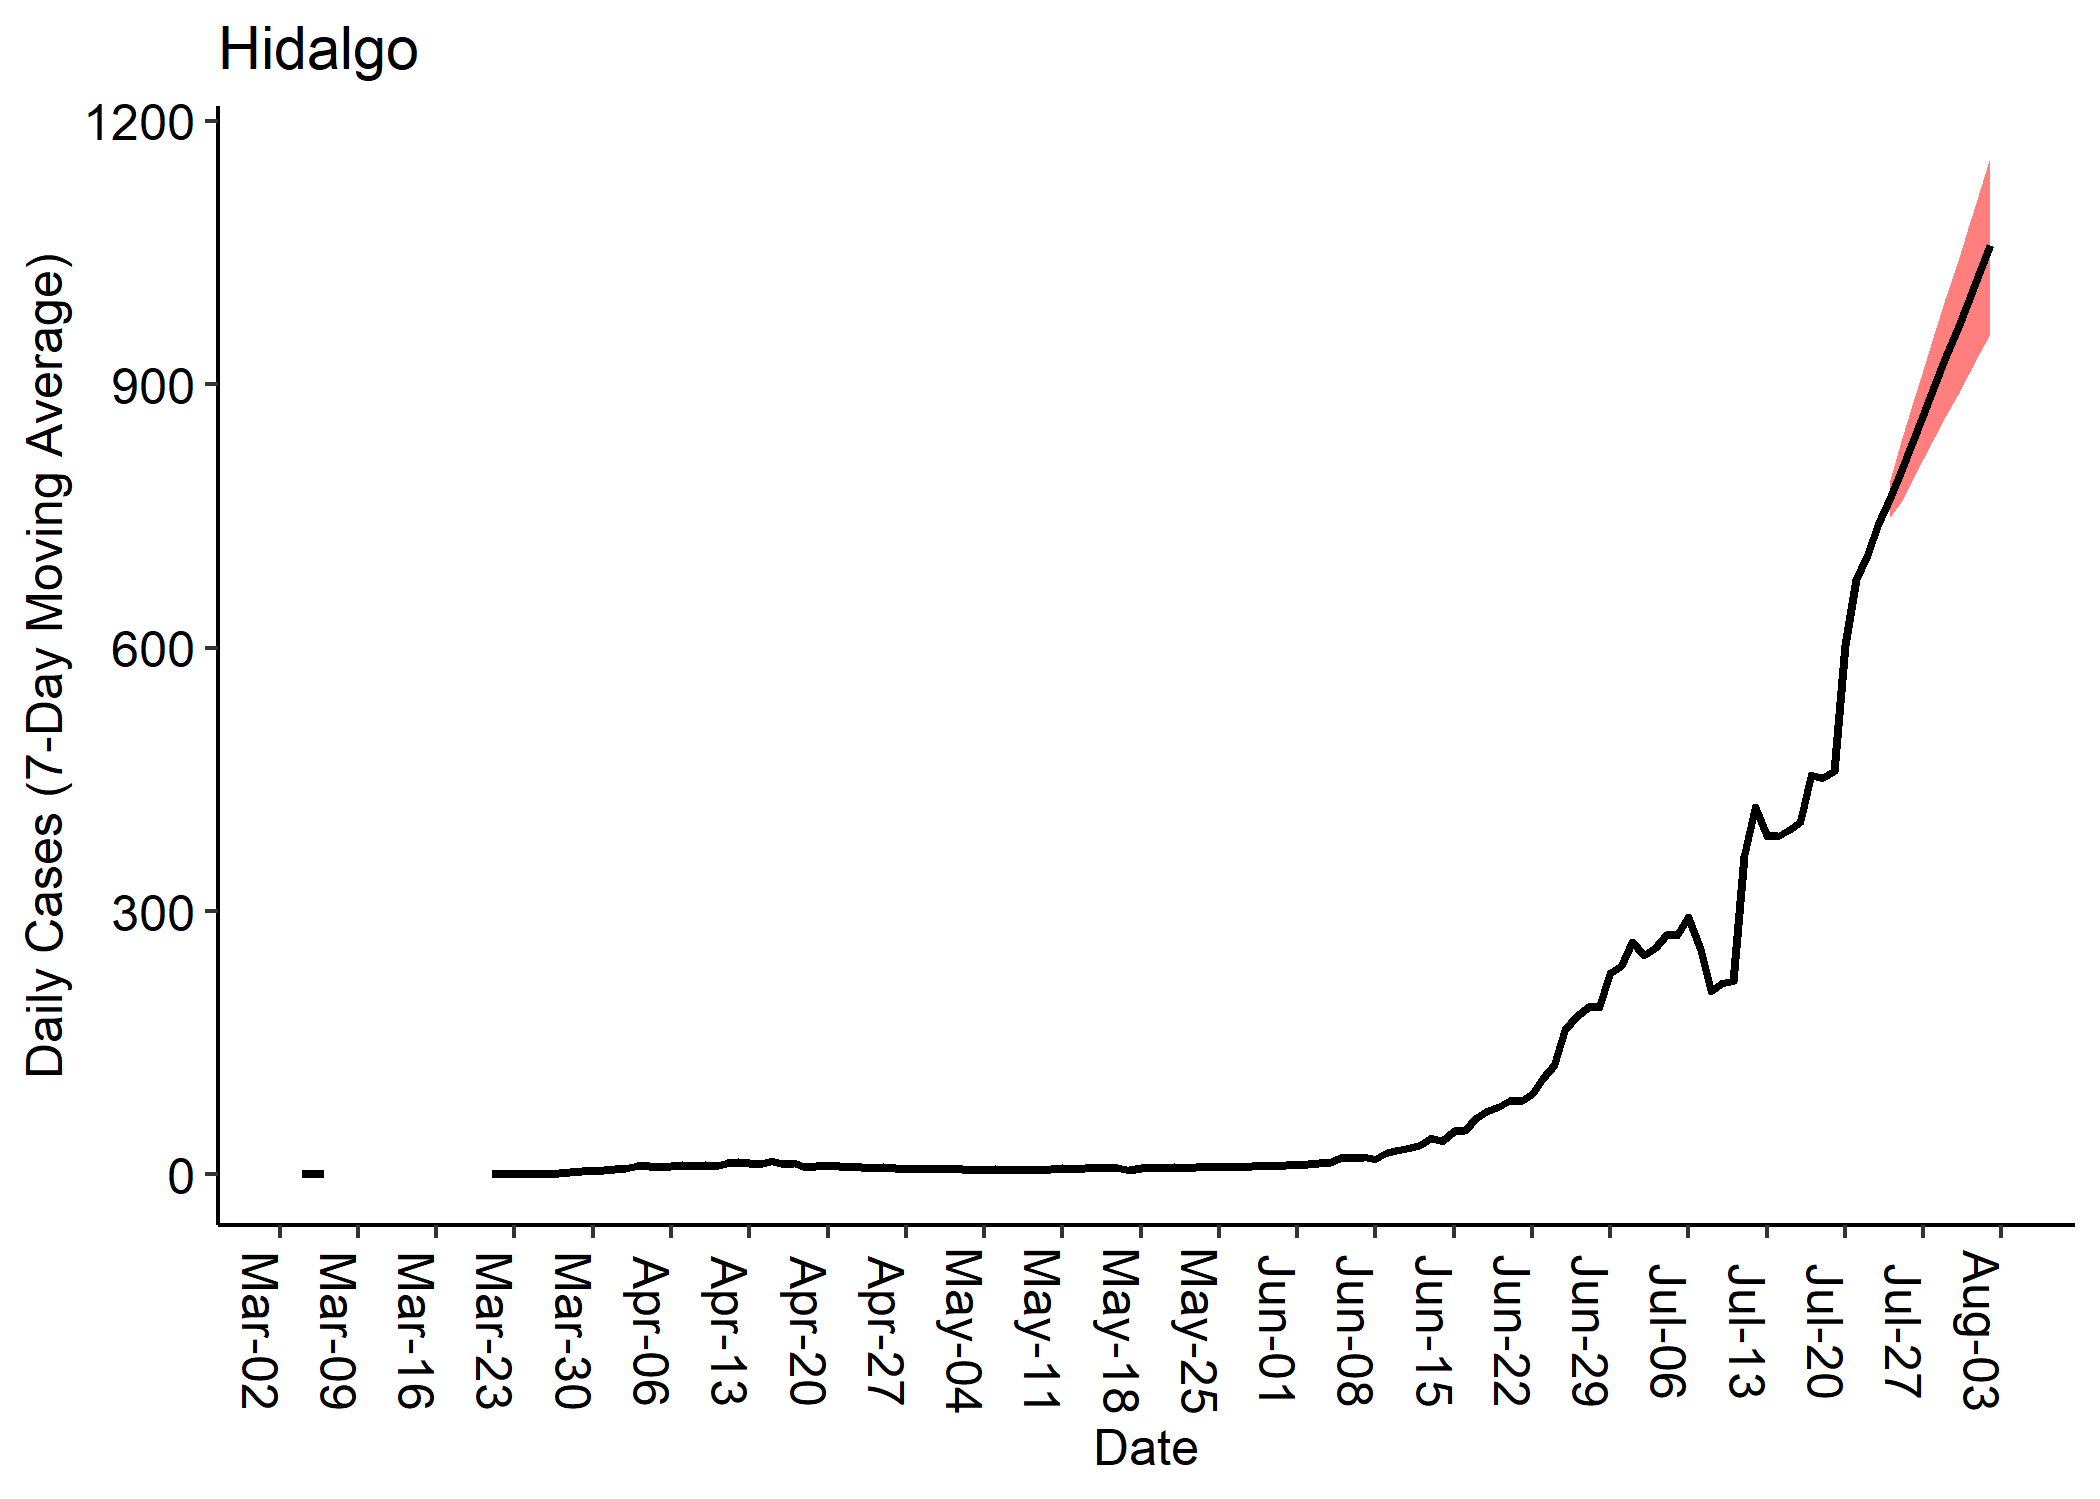 Hidalgo
Daily Cases (7-Day Moving Average)
1200
900
600
300
0
Mar-02
Mar-09
Mar-16
Mar-23
Mar-30
Apr-06
Apr-13
Apr-20
Apr-27
May-04
May-11
May-18
May-25
Jun-01
Jun-08
Jun-15
Jun-22
Jun-29
Jul-06
Jul-13
Jul-20
Jul-27
Aug-03
Date